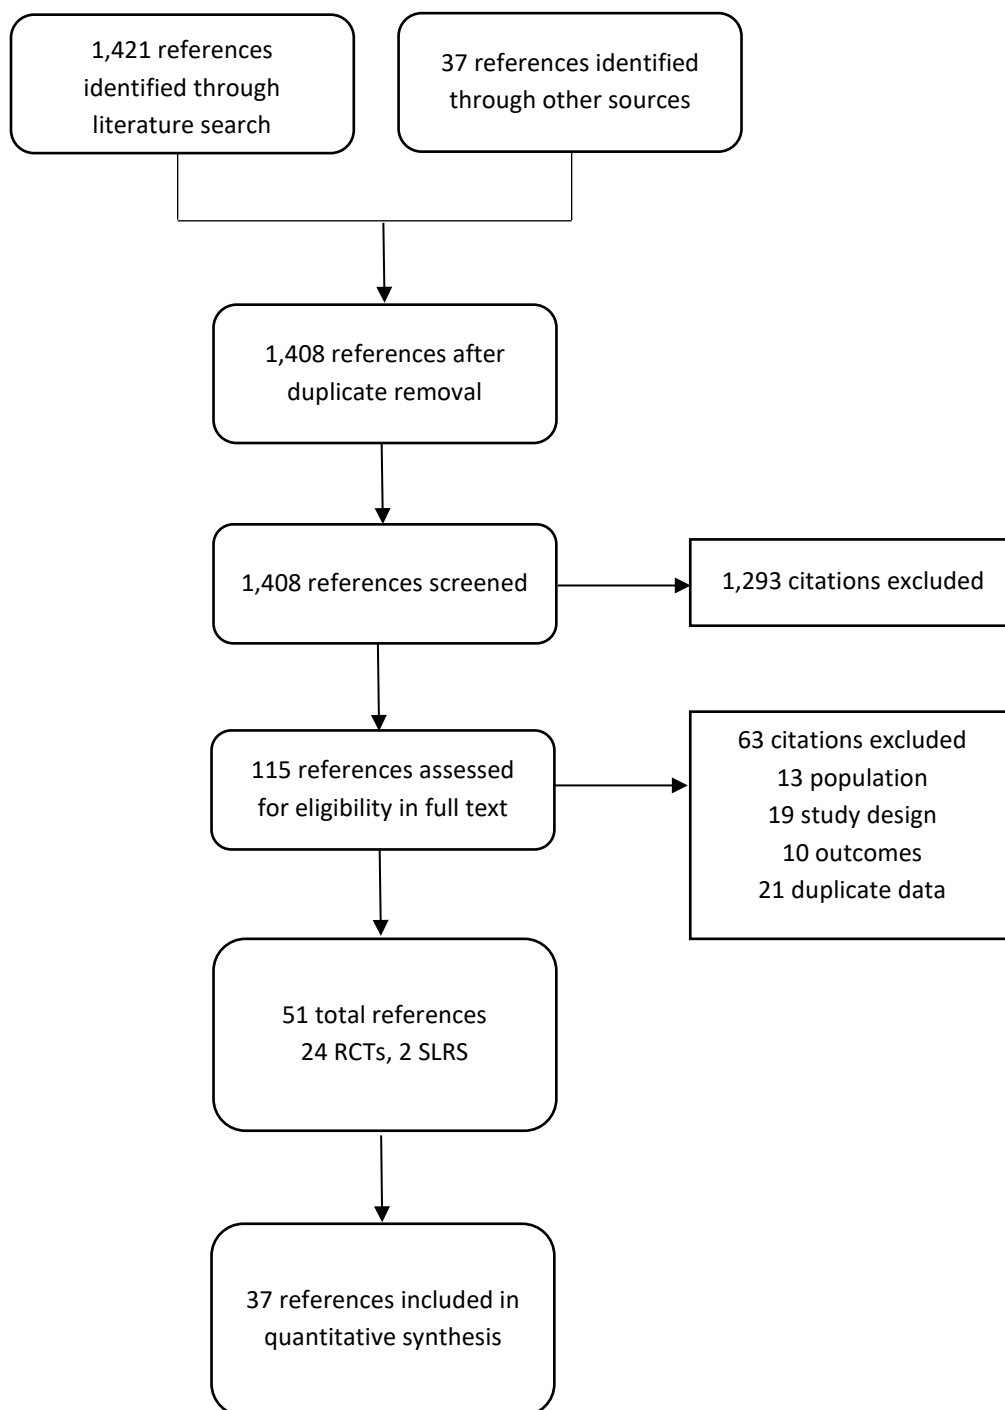 1,421 references
identified through
literature search
37 references identified
through other sources
1,408 references after
duplicate removal
1,408 references screened
1,293 citations excluded
115 references assessed
for eligibility in full text
63 citations excluded
13 population
19 study design
10 outcomes
21 duplicate data
51 total references
24 RCTs, 2 SLRS
37 references included in
quantitative synthesis